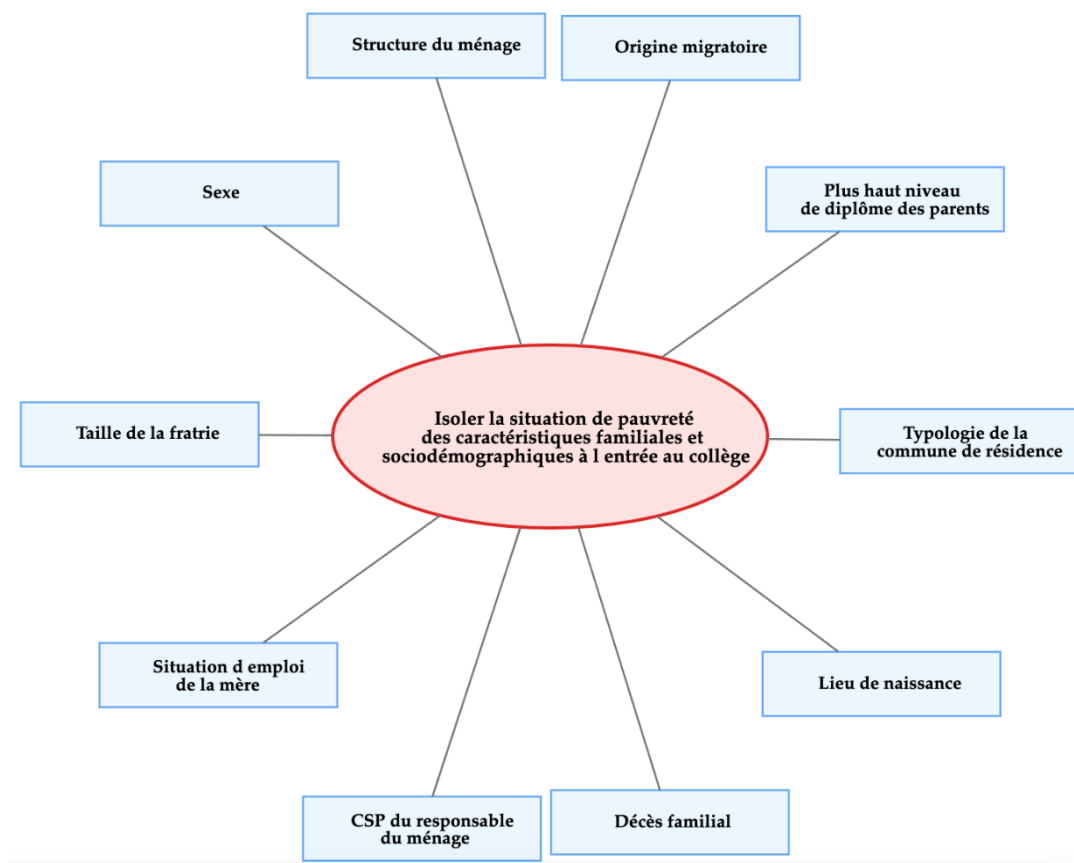 Structure du ménage
Origine migratoire
Sexe
Plus haut niveau
de diplôme des parents
Taille de la fratrie
Isoler la situation de pauvreté
des caractéristiques familiales et
sociodémographiques à l entrée au collège
Typologie de la
commune de résidence
Situation d emploi
de la mère
Lieu de naissance
CSP du responsable
du ménage
Décès familial